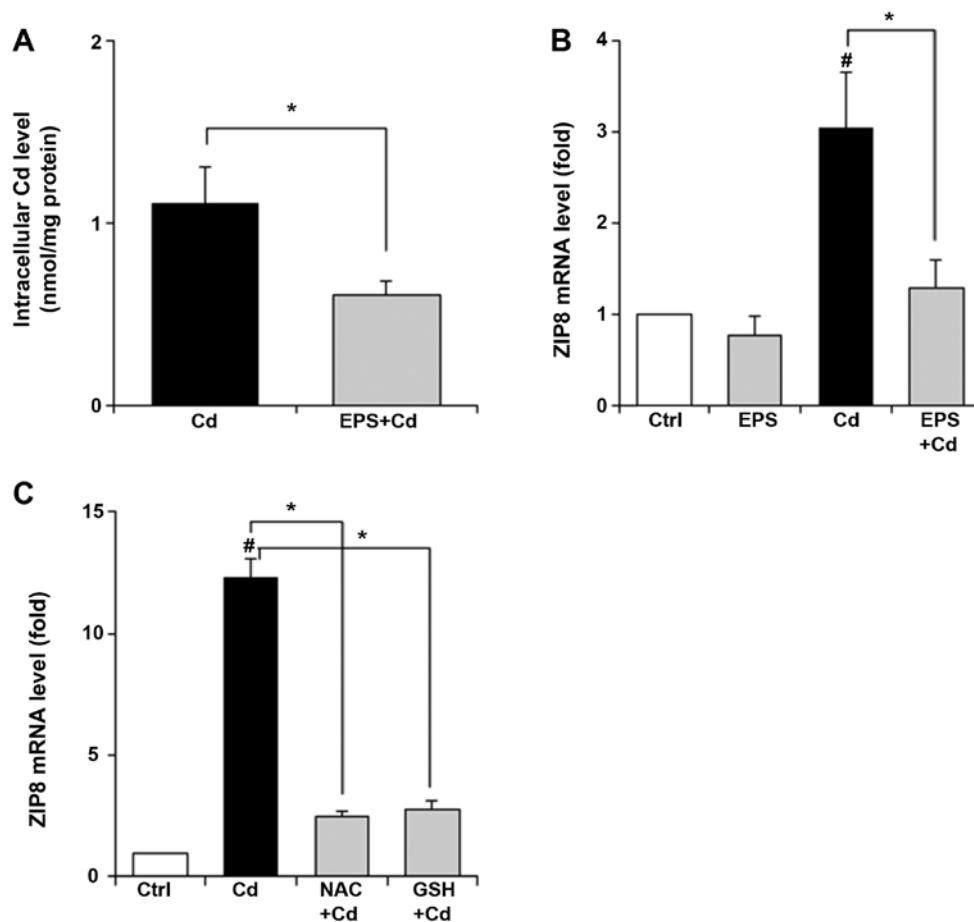 A
Intracellular Cd level
(nmol/mg protein)
2
1
0
*
Cd
EPS+Cd
B
ZIP8 mRNA level (fold)
4
3
2
1
0
#
*
Ctrl
EPS
Cd
EPS
+Cd
C
ZIP8 mRNA level (fold)
15
10
5
0
#
*
*
Ctrl
Cd
NAC
+Cd
GSH
+Cd